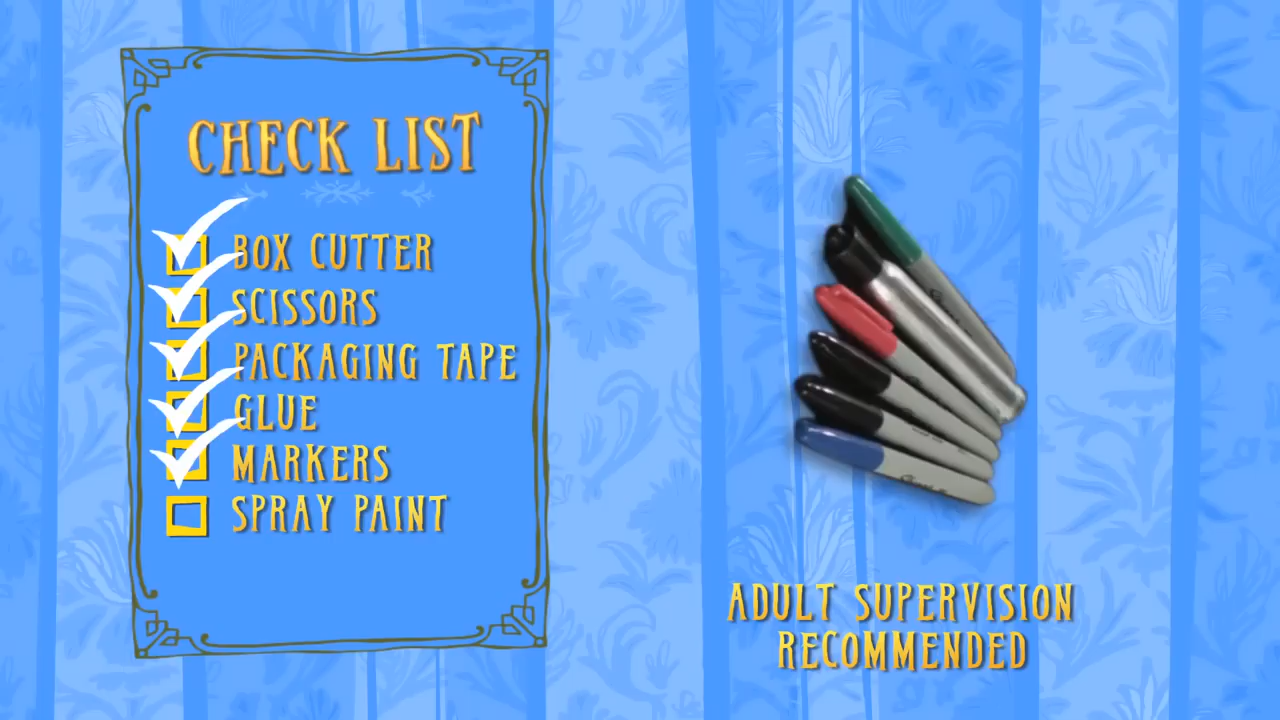 CHECK LIST
BOX CUTTER
SCISSORS
PACKAGING TAPE
GLUE
MARKERS
SPRAY PAINT
ADULT SUPERVISION
RECOMMENDED